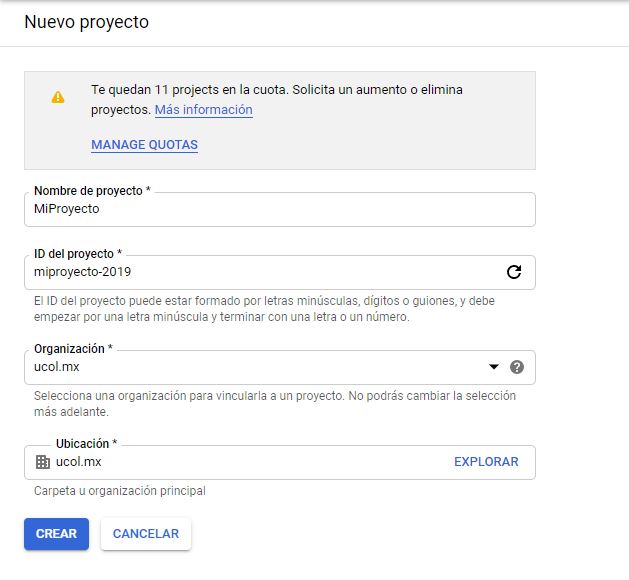 Nuevo proyecto
Te quedan 11 projects en la cuota. Solicita un aumento o elimina
proyectos. Más información
MANAGE QUOTAS
Nombre de proyecto *
MiProyecto
ID del proyecto *
miproyecto-2019
El ID del proyecto puede estar formado por letras minúsculas, dígitos o guiones, y debe
empezar por una letra minúscula y terminar con una letra o un número.
Organización *
ucol.mx
Selecciona una organización para vincularla a un proyecto. No podrás cambiar la selección
más adelante.
Ubicación *
ucol.mx EXPLORAR
Carpeta u organización principal
CREAR CANCELAR